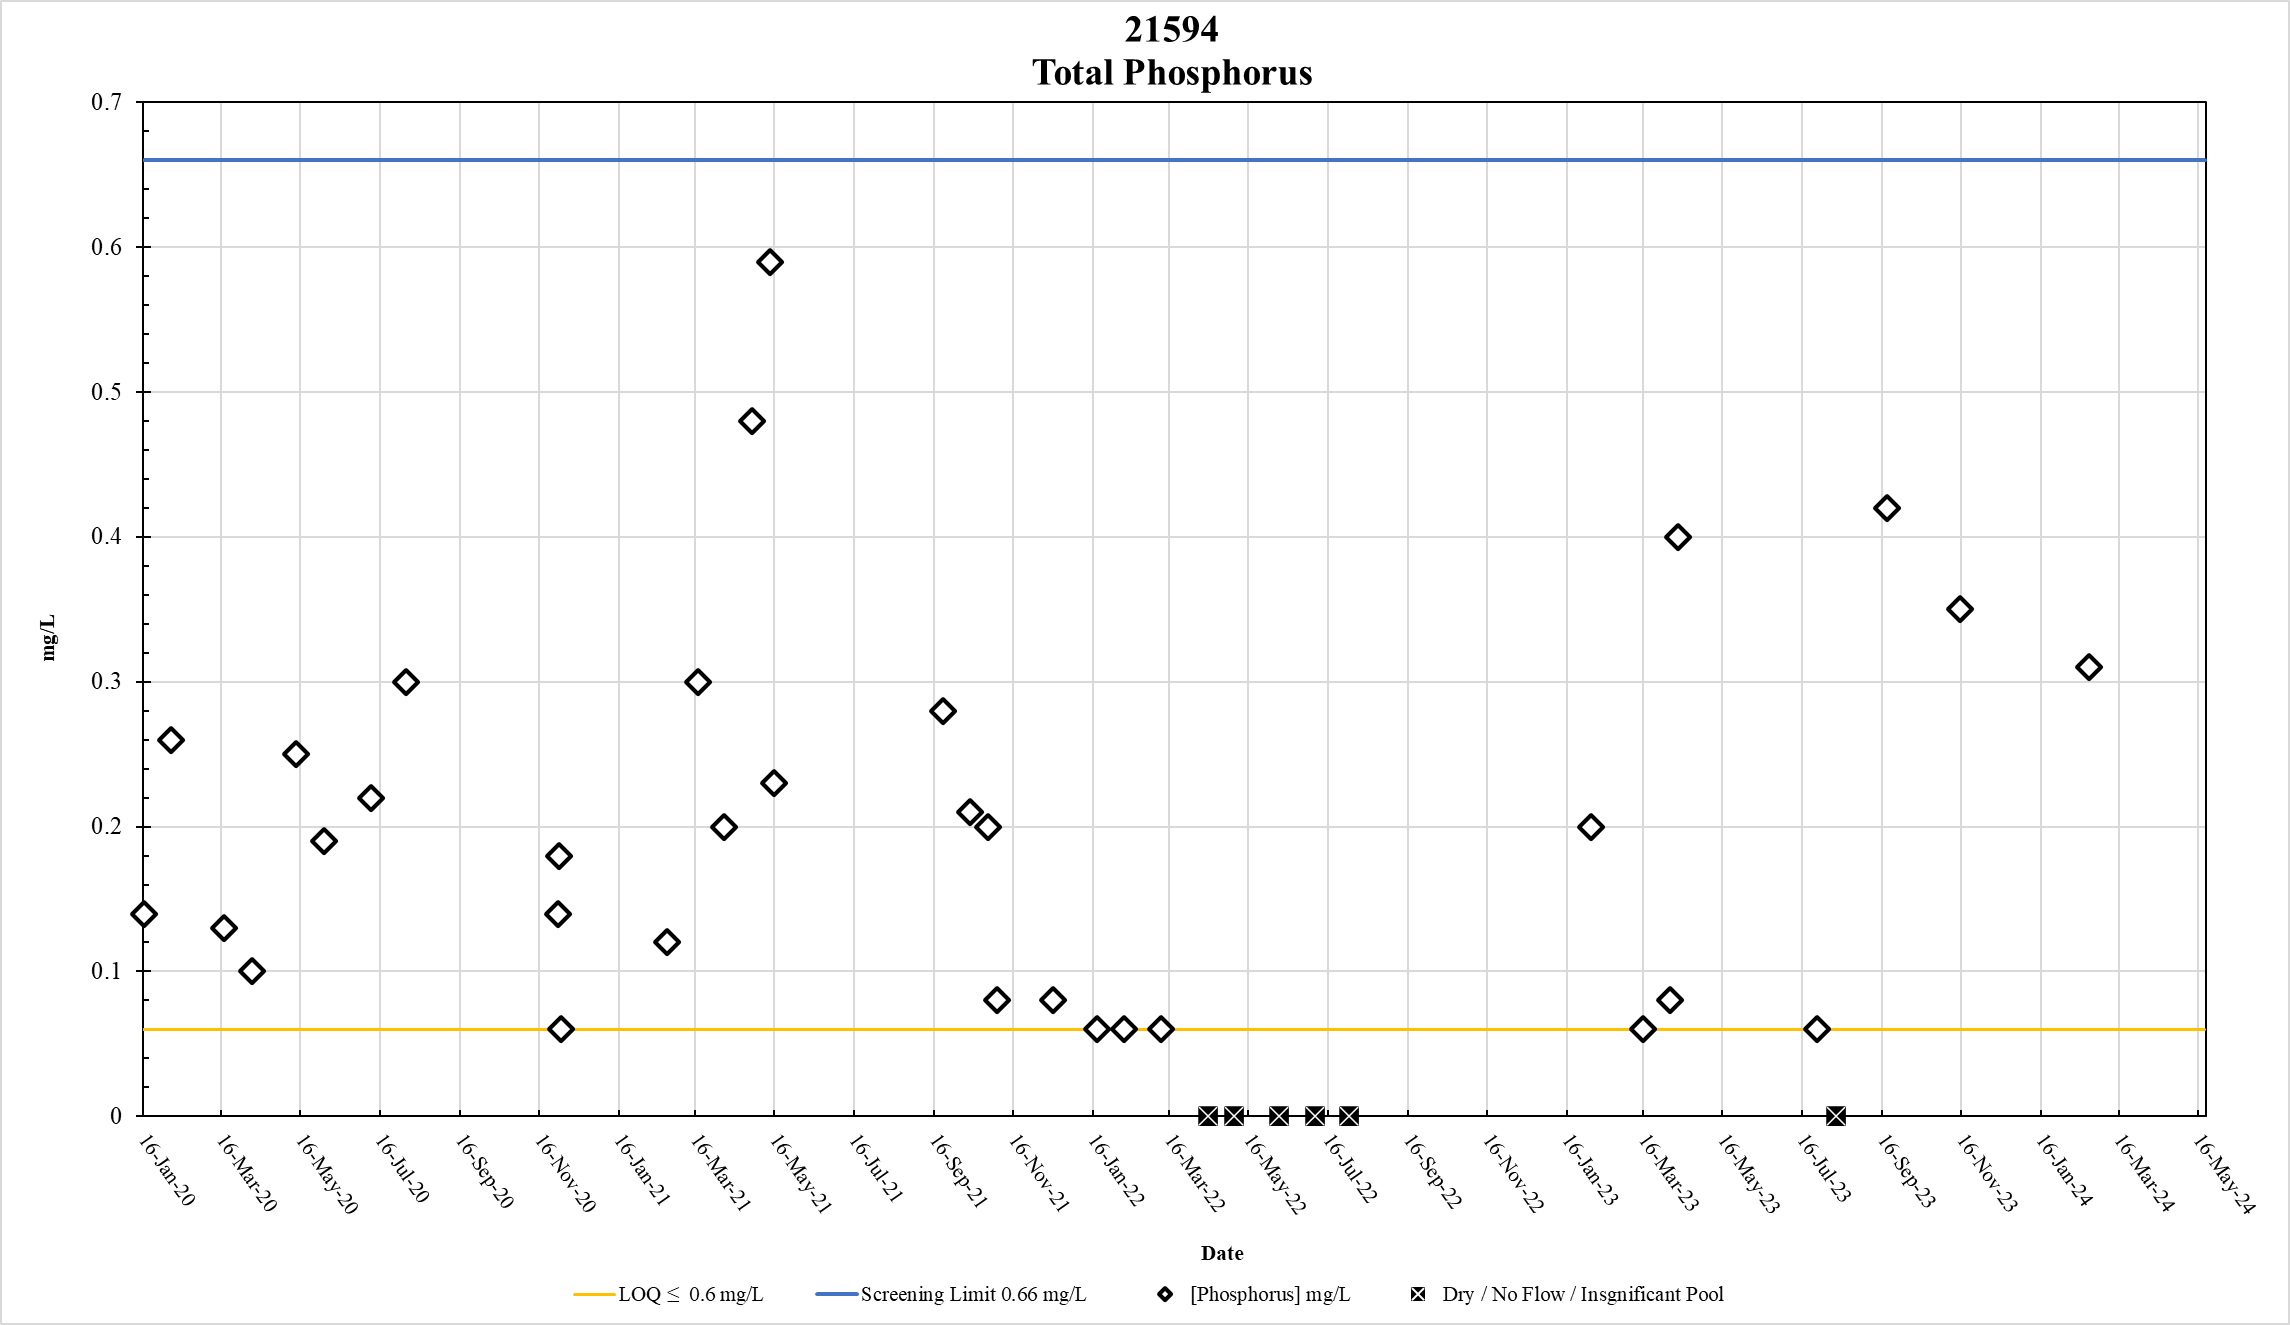 21594
Total Phosphorus
0.7
0.6
0.5
0.4
0.3
0.2
0.1
0
mg/L
16-Jan-20
16-Mar-20
16-May-20
16-Jul-20
16-Sep-20
16-Nov-20
16-Jan-21
16-Mar-21
16-May-21
16-Jul-21
16-Sep-21
16-Nov-21
16-Jan-22
16-Mar-22
16-May-22
16-Jul-22
16-Sep-22
16-Nov-22
16-Jan-23
16-Mar-23
16-May-23
16-Jul-23
16-Sep-23
16-Nov-23
16-Jan-24
16-Mar-24
16-May-24
Date
LOQ ≤ 0.6 mg/L
Screening Limit 0.66 mg/L
[Phosphorus] mg/L
Dry / No Flow / Insgnificant Pool